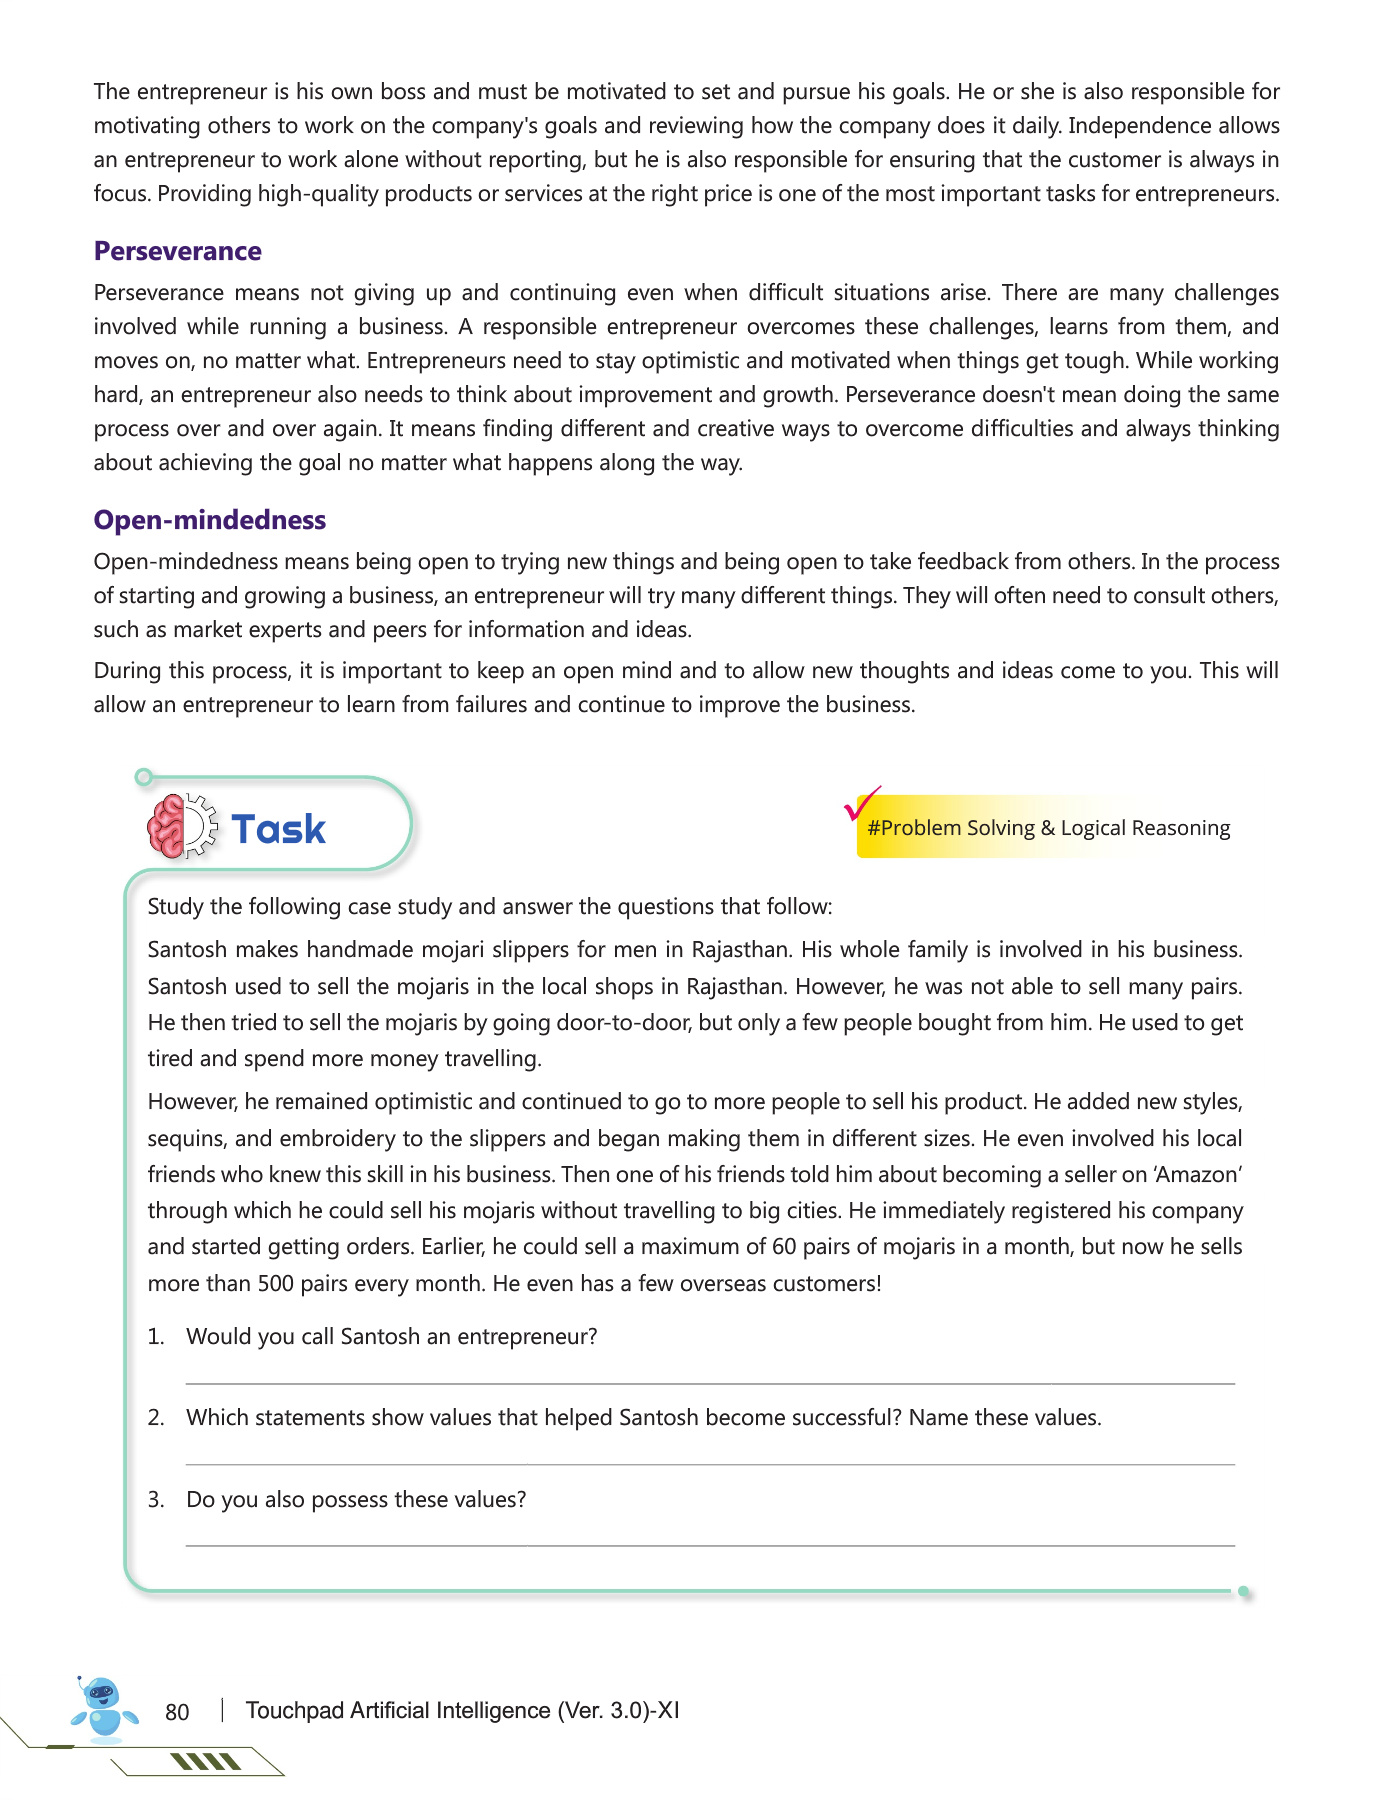 The entrepreneur is his own boss and must be motivated to set and pursue his goals. He or she is also responsible for
motivating others to work on the company's goals and reviewing how the company does it daily. Independence allows
an entrepreneur to work alone without reporting, but he is also responsible for ensuring that the customer is always in
focus. Providing high-quality products or services at the right price is one of the most important tasks for entrepreneurs.
Perseverance
Perseverance means not giving up and continuing even when difficult situations arise. There are many challenges
involved while running a business. A responsible entrepreneur overcomes these challenges, learns from them, and
moves on, no matter what. Entrepreneurs need to stay optimistic and motivated when things get tough. While working
hard, an entrepreneur also needs to think about improvement and growth. Perseverance doesn't mean doing the same
process over and over again. It means finding different and creative ways to overcome difficulties and always thinking
about achieving the goal no matter what happens along the way.
Open-mindedness
Open-mindedness means being open to trying new things and being open to take feedback from others. In the process
of starting and growing a business, an entrepreneur will try many different things. They will often need to consult others,
such as market experts and peers for information and ideas.
During this process, it is important to keep an open mind and to allow new thoughts and ideas come to you. This will
allow an entrepreneur to learn from failures and continue to improve the business.
Task
#Problem Solving & Logical Reasoning
Study the following case study and answer the questions that follow:
Santosh makes handmade mojari slippers for men in Rajasthan. His whole family is involved in his business.
Santosh used to sell the mojaris in the local shops in Rajasthan. However, he was not able to sell many pairs.
He then tried to sell the mojaris by going door-to-door, but only a few people bought from him. He used to get
tired and spend more money travelling.
However, he remained optimistic and continued to go to more people to sell his product. He added new styles,
sequins, and embroidery to the slippers and began making them in different sizes. He even involved his local
friends who knew this skill in his business. Then one of his friends told him about becoming a seller on ‘Amazon’
through which he could sell his mojaris without travelling to big cities. He immediately registered his company
and started getting orders. Earlier, he could sell a maximum of 60 pairs of mojaris in a month, but now he sells
more than 500 pairs every month. He even has a few overseas customers!
1. Would you call Santosh an entrepreneur?
2. Which statements show values that helped Santosh become successful? Name these values.
3. Do you also possess these values?
80 | Touchpad Artificial Intelligence (Ver. 3.0)-XI